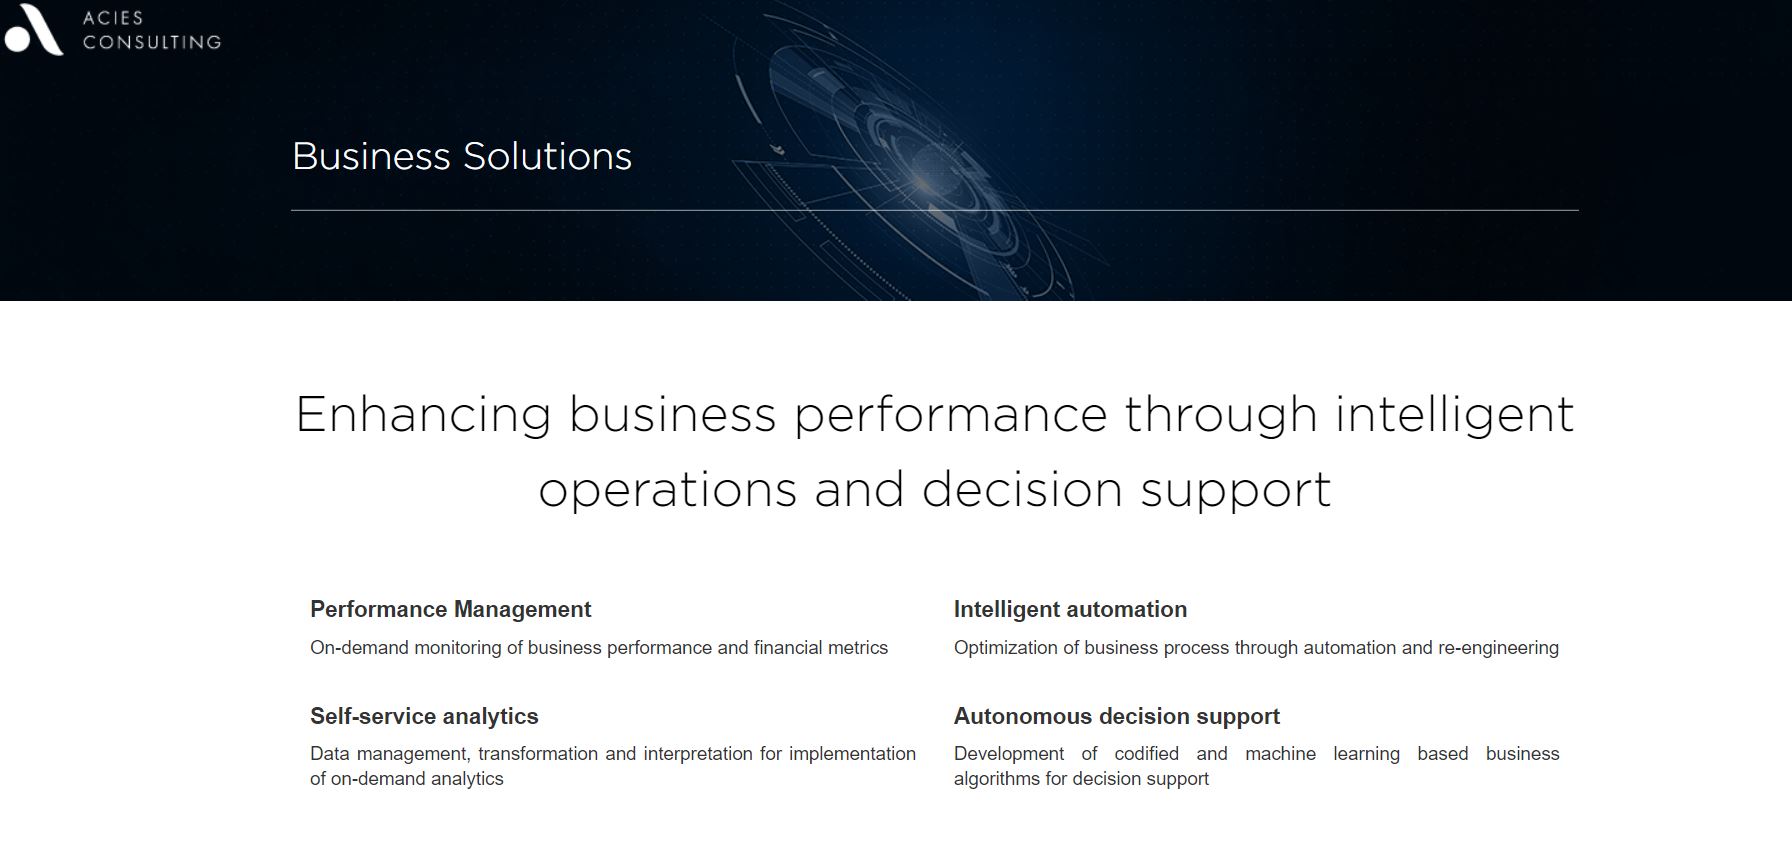 ACIES
CONSULTING
Business Solutions
Enhancing business performance through intelligent
operations and decision support
Performance Management
On-demand monitoring of business performance and financial metrics
Intelligent automation
Optimization of business process through automation and re-engineering
Self-service analytics
Data management, transformation and interpretation for implementation
of on-demand analytics
Autonomous decision support
Development of codified and machine learning based business
algorithms for decision support